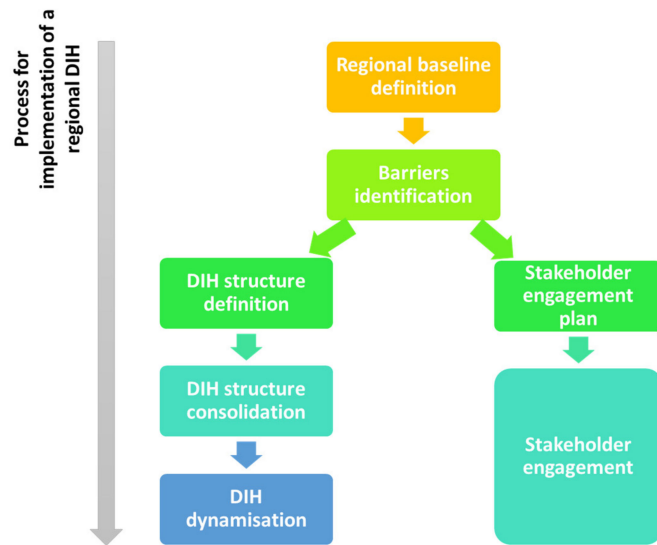 Process for
implementation of a
regional DIH
Regional baseline
definition
Barriers
identification
DIH structure
definition
Stakeholder
engagement
plan
DIH structure
consolidation
Stakeholder
engagement
DIH
dynamisation